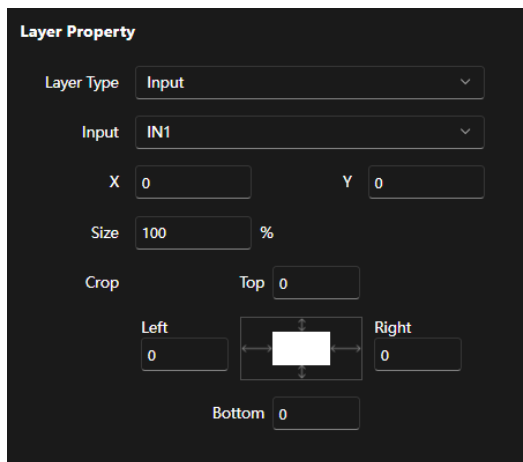 Layer Property
Layer Type Input
Input IN1
X 0 Y 0
Size 100 %
Crop Top 0
Left Right
0 0
Bottom 0